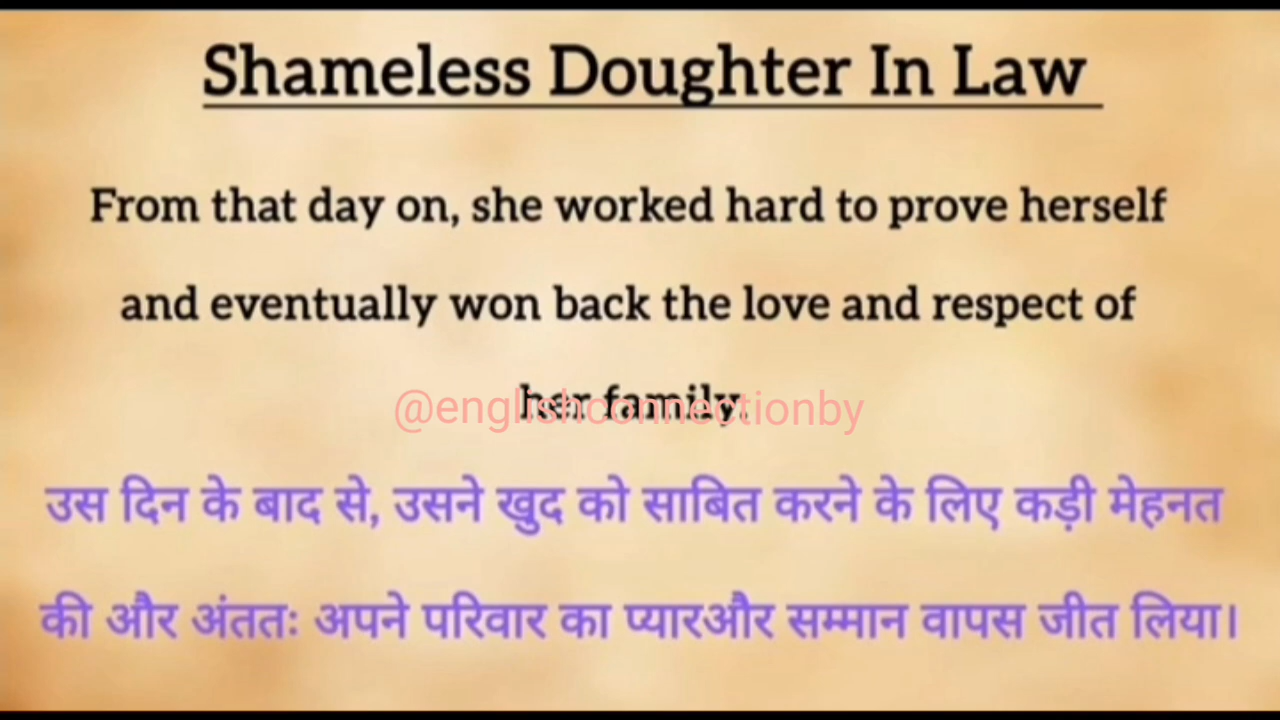 Shameless Doughter In Law
From that day on, she worked hard to prove herself
and eventually won back the love and respect of
her family.
@englishconnectionby
उस दिन के बाद से, उसने खुद को साबित करने के लिए कड़ी मेहनत
की और अंततः अपने परिवार का प्यारऔर सम्मान वापस जीत लिया।